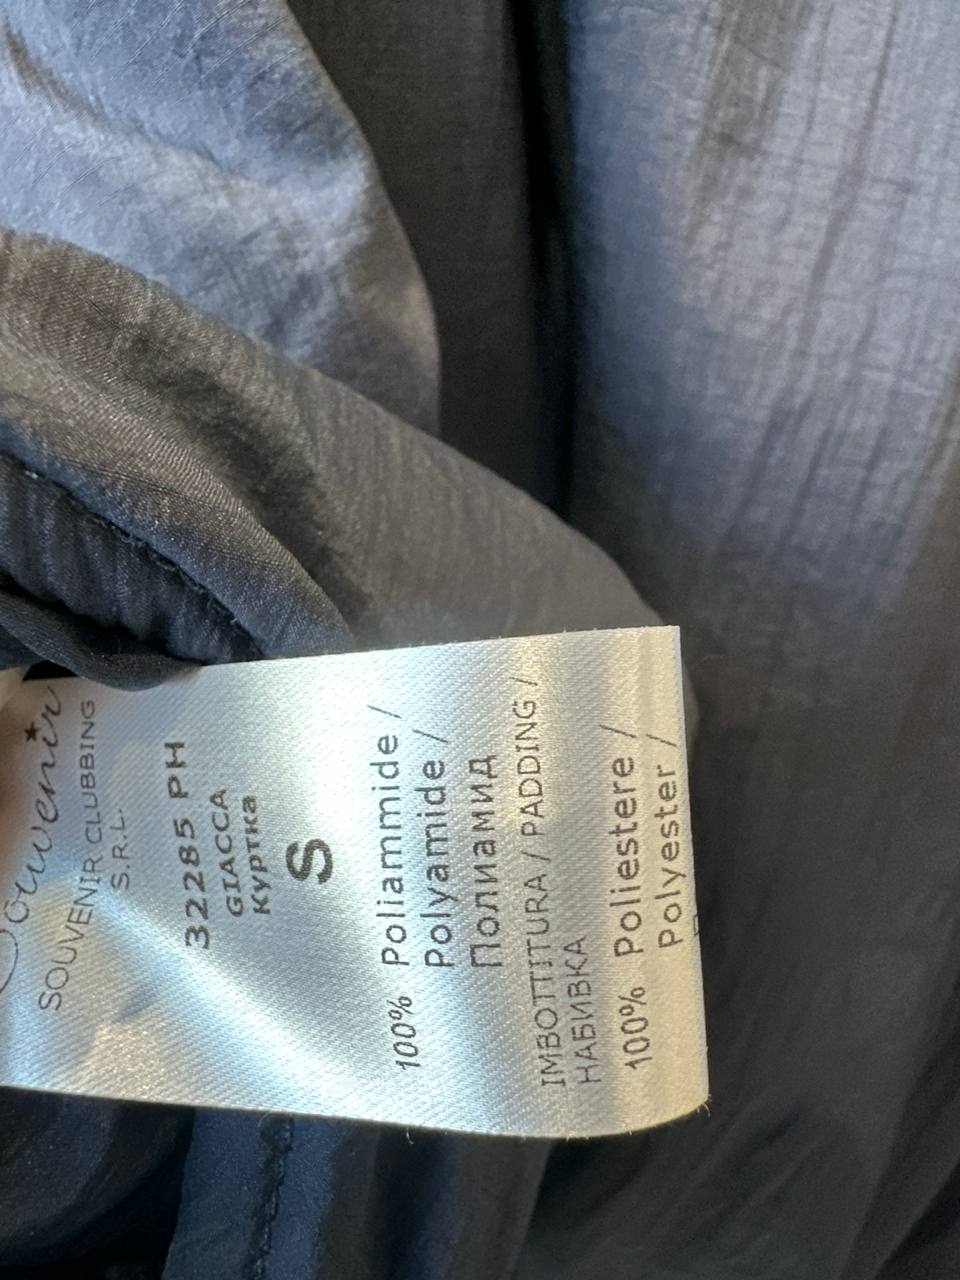 Souvenir
SOUVENIR CLUBBING
S.R.L.
32285 PH
GIACCA
Куртка
S
100% Poliammide /
Polyamide /
Полиамид
IMBOTTITURA / PADDING /
НАБИВКА
100% Poliestere /
Polyester /